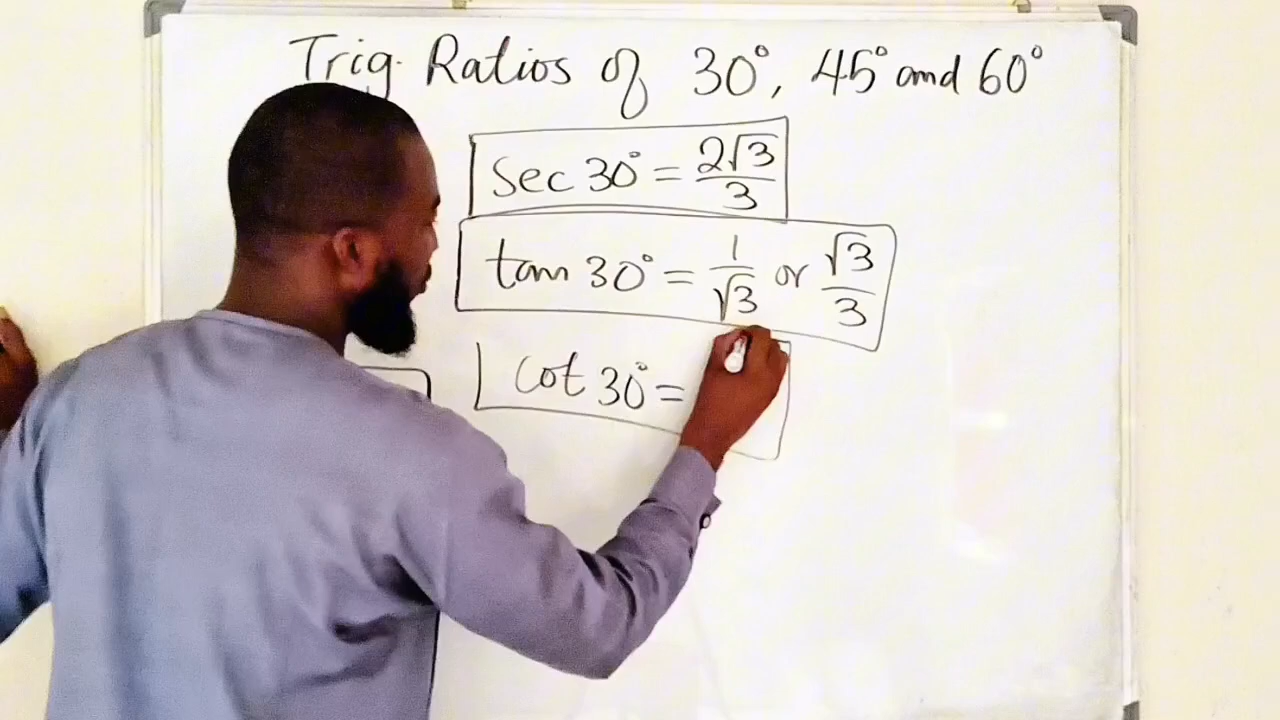 Trig. Ratios of 30°, 45° and 60°
Sec 30° = 2√3/3
tan 30° = 1/√3 or √3/3
Cot 30° =